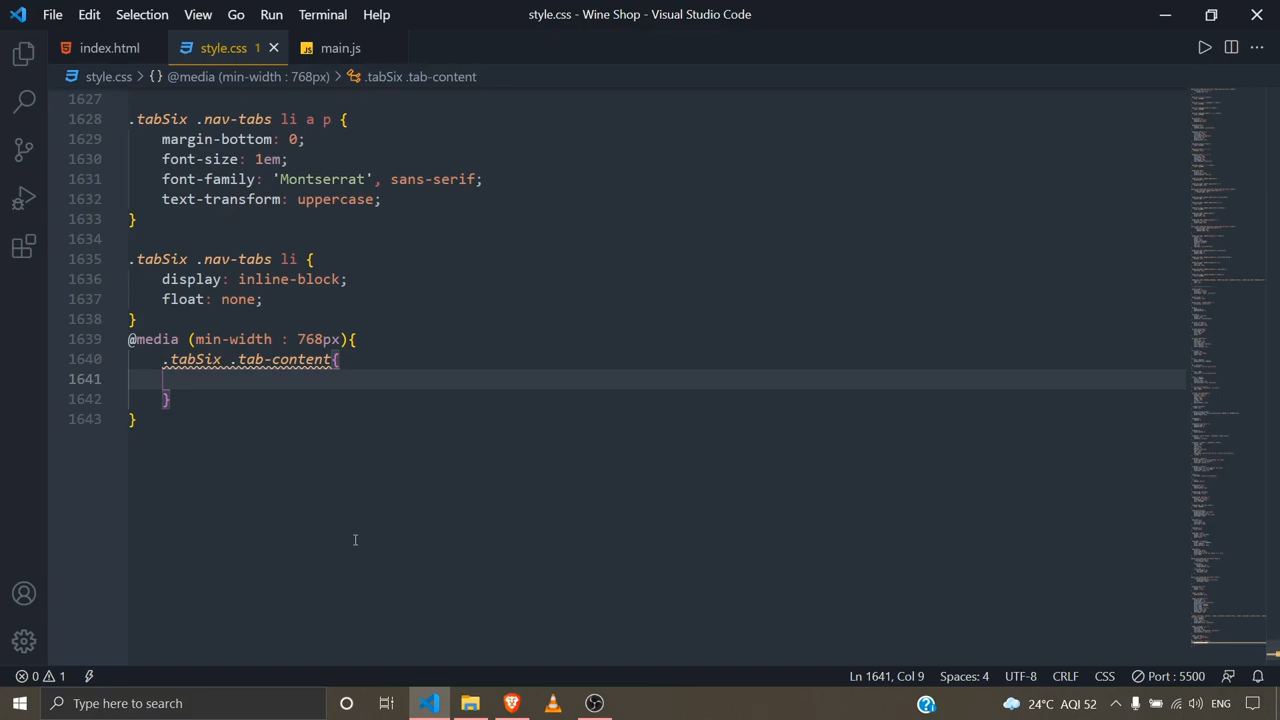 File Edit Selection View Go Run Terminal Help style.css - Wine Shop - Visual Studio Code
index.html style.css 1 main.js
style.css > {} @media (min-width : 768px) > .tabSix .tab-content
1627
1628 .tabSix .nav-tabs li a p {
1629 margin-bottom: 0;
1630 font-size: 1em;
1631 font-family: 'Montsrerat', sans-serif;
1632 text-transform: uppercase;
1633 }
1634
1635 .tabSix .nav-tabs li {
1636 display: inline-block;
1637 float: none;
1638 }
1639 @media (min-width : 768px){
1640 .tabSix .tab-content{
1641
1642 }
1643 }
0 1 Ln 1641, Col 9 Spaces: 4 UTF-8 CRLF CSS Port : 5500
Type here to search 24°C AQI 52 ENG